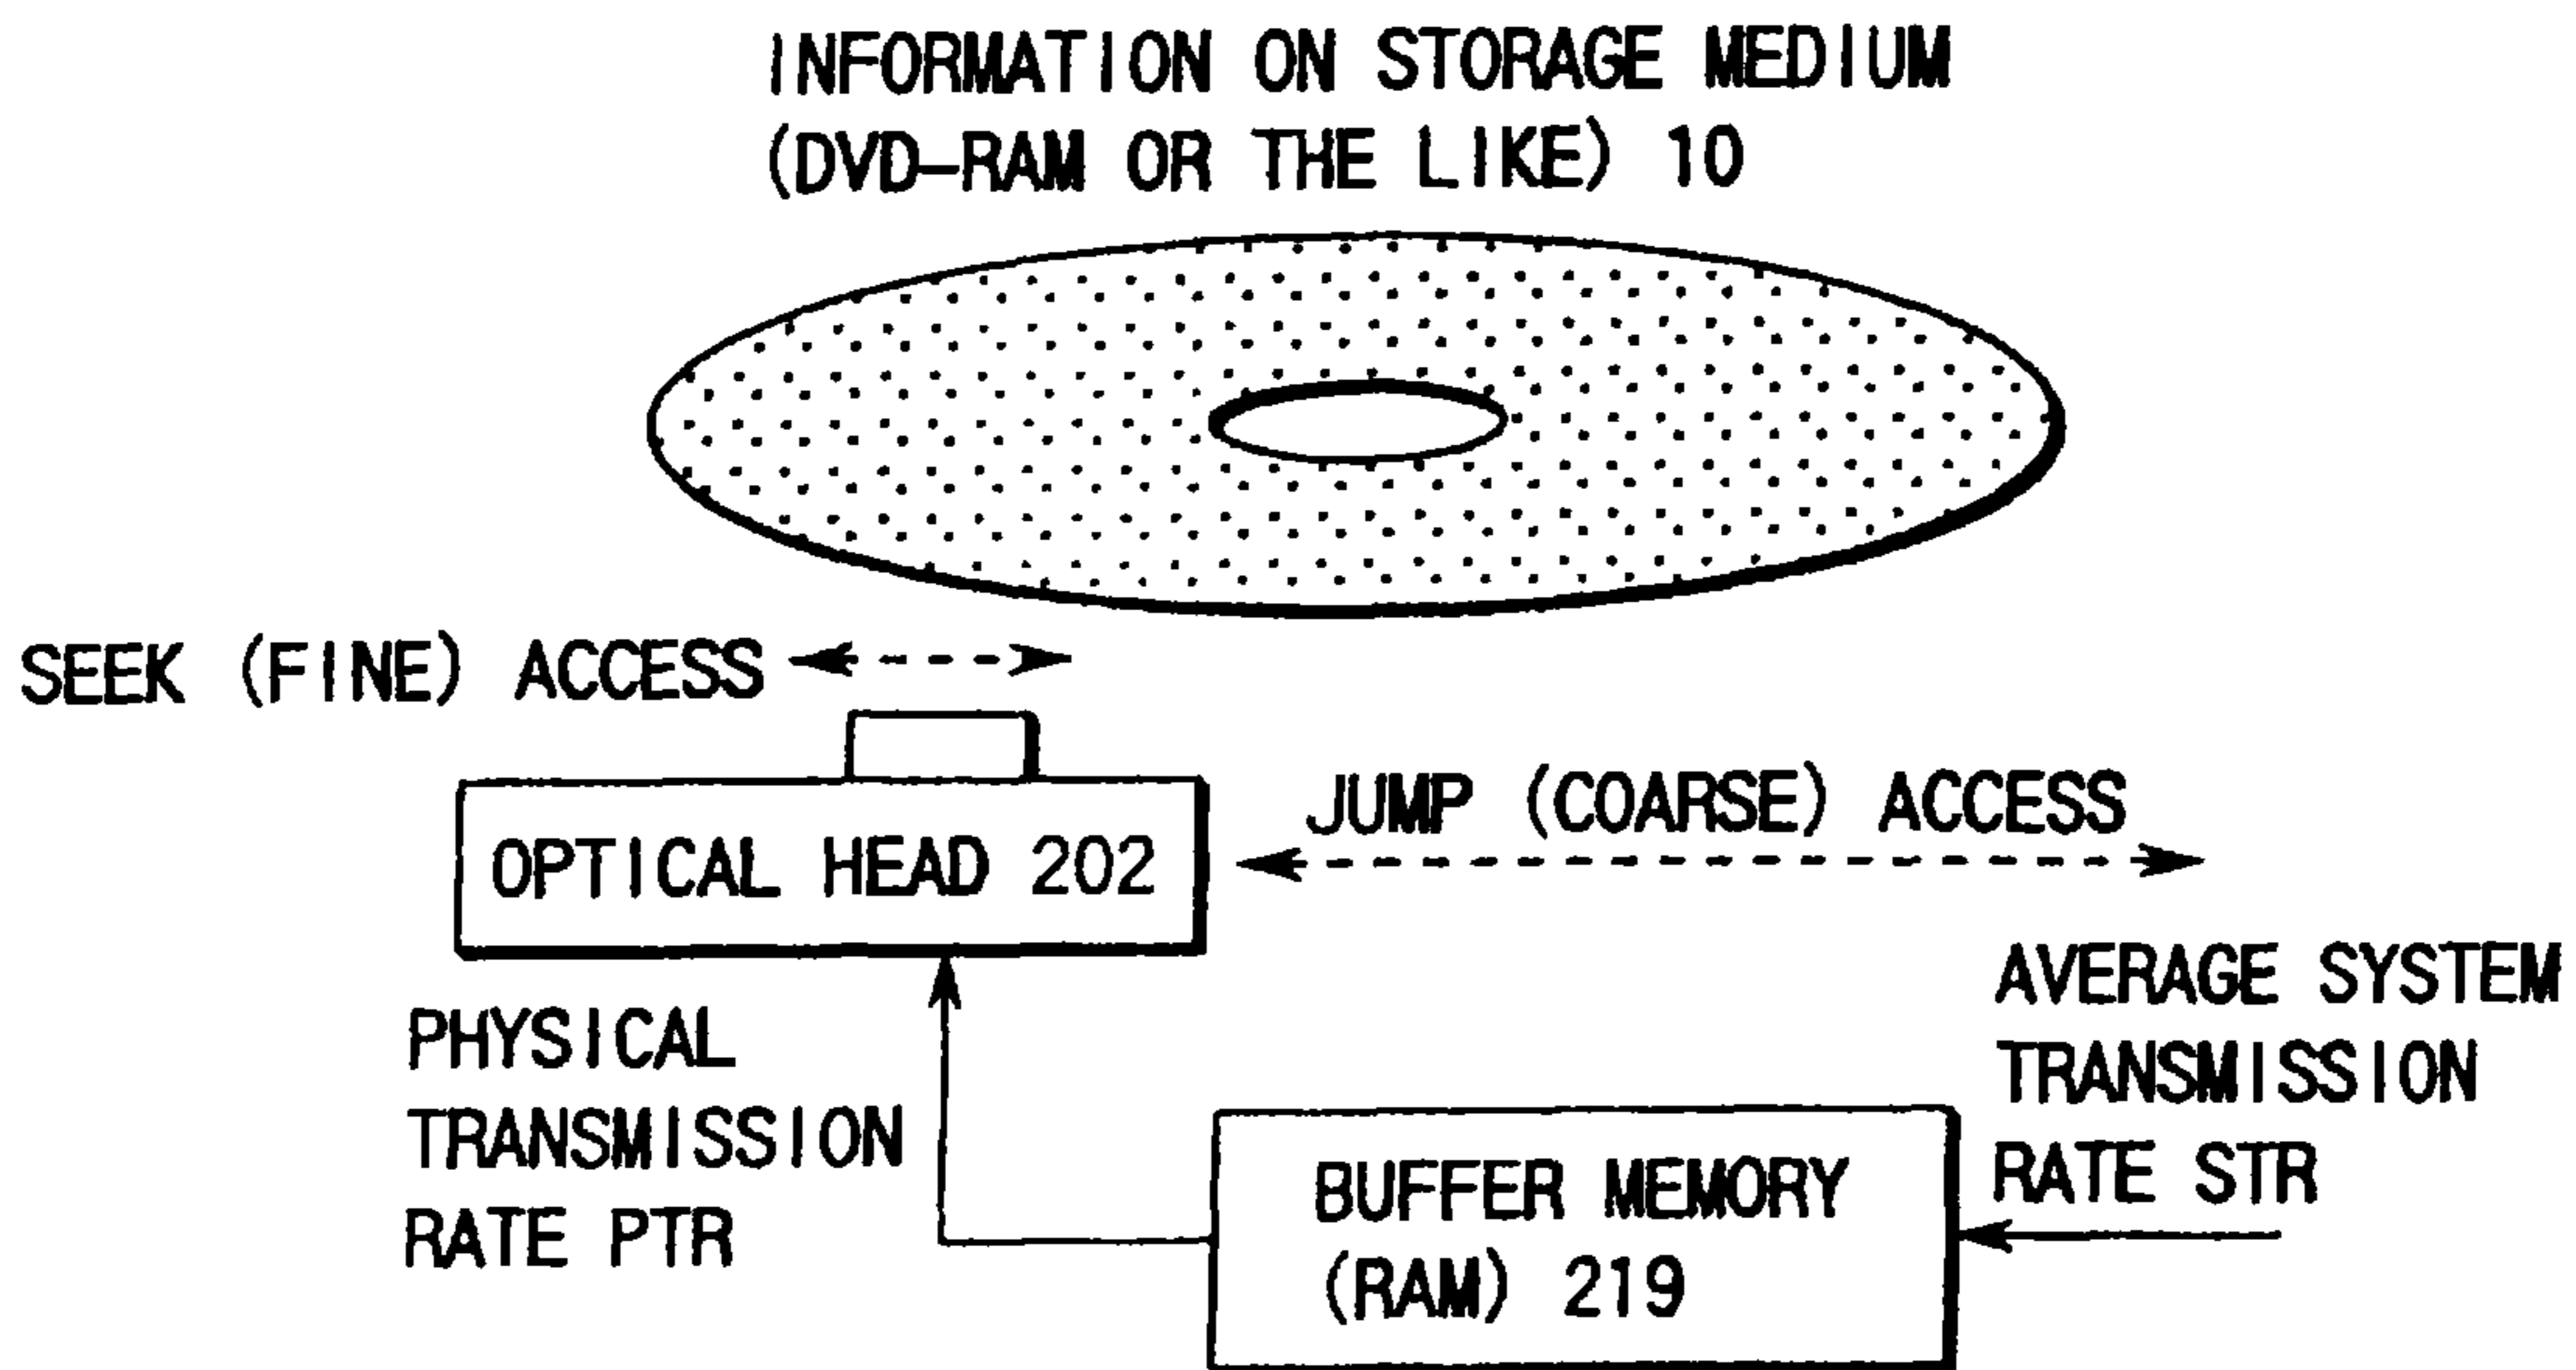 INFORMATION ON STORAGE MEDIUM
(DVD-RAM OR THE LIKE) 10
SEEK (FINE) ACCESS
JUMP (COARSE) ACCESS
OPTICAL HEAD 202
PHYSICAL
TRANSMISSION
RATE PTR
AVERAGE SYSTEM
TRANSMISSION
RATE STR
BUFFER MEMORY
(RAM) 219